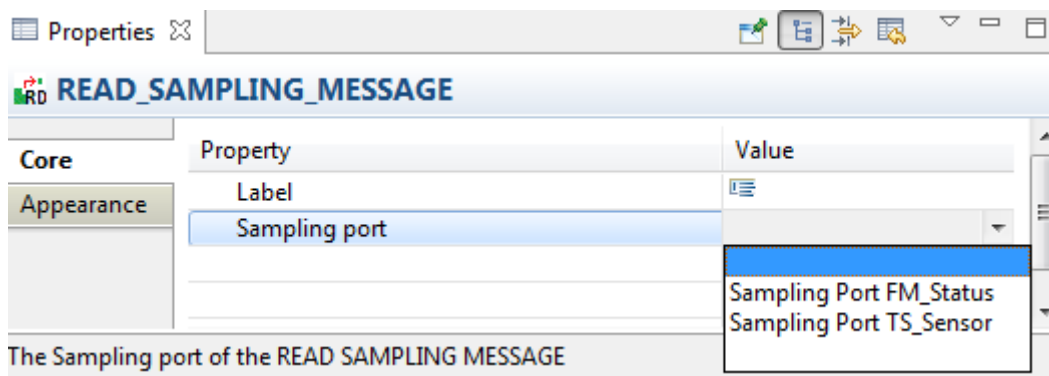 Properties
RD READ_SAMPLING_MESSAGE
Core
Property Value
Label
Appearance
Sampling port
Sampling Port FM_Status
Sampling Port TS_Sensor
The Sampling port of the READ SAMPLING MESSAGE